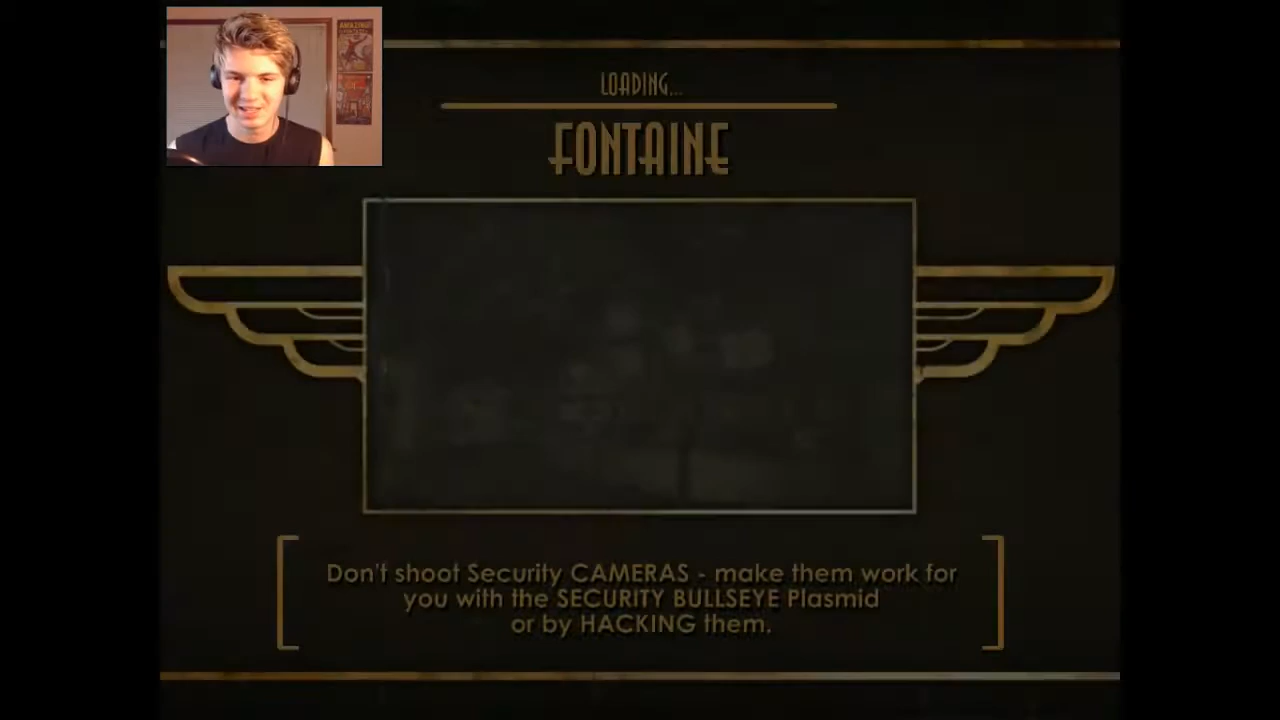 AMAZING
LOADING...
FONTAINE
Don't shoot Security CAMERAS - make them work for
you with the SECURITY BULLSEYE Plasmid
or by HACKING them.